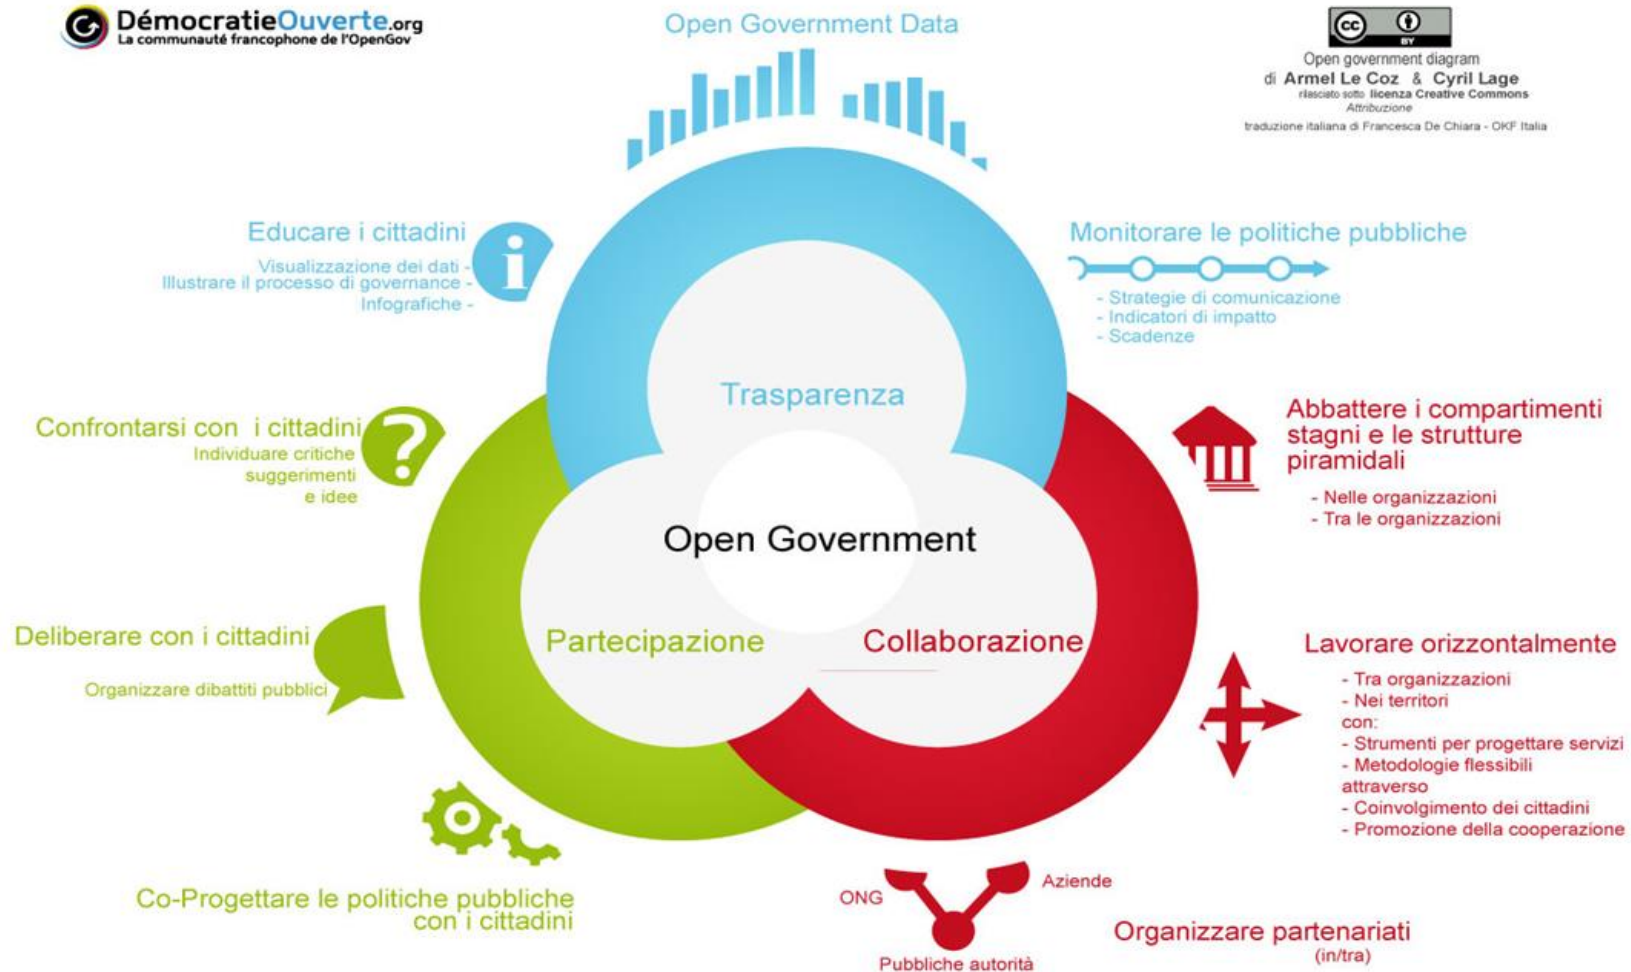 DémocratieOuverte.org
La communauté francophone de l'OpenGov
Open Government Data
cc
BY
Open government diagram
di Armel Le Coz & Cyril Lage
rilasciato sotto licenza Creative Commons
Attribuzione
traduzione italiana di Francesca De Chiara - OKF Italia
Educare i cittadini
Visualizzazione dei dati -
Illustrare il processo di governance -
Infografiche -
i
Monitorare le politiche pubbliche
- Strategie di comunicazione
- Indicatori di impatto
- Scadenze
Trasparenza
Confrontarsi con i cittadini
Individuare critiche
suggerimenti
e idee
?
Abbattere i compartimenti
stagni e le strutture
piramidali
- Nelle organizzazioni
- Tra le organizzazioni
Open Government
Deliberare con i cittadini
Organizzare dibattiti pubblici
Partecipazione
Collaborazione
Lavorare orizzontalmente
- Tra organizzazioni
- Nei territori
con:
- Strumenti per progettare servizi
- Metodologie flessibili
attraverso
- Coinvolgimento dei cittadini
- Promozione della cooperazione
Co-Progettare le politiche pubbliche
con i cittadini
ONG
Aziende
Pubbliche autorità
Organizzare partenariati
(in/tra)